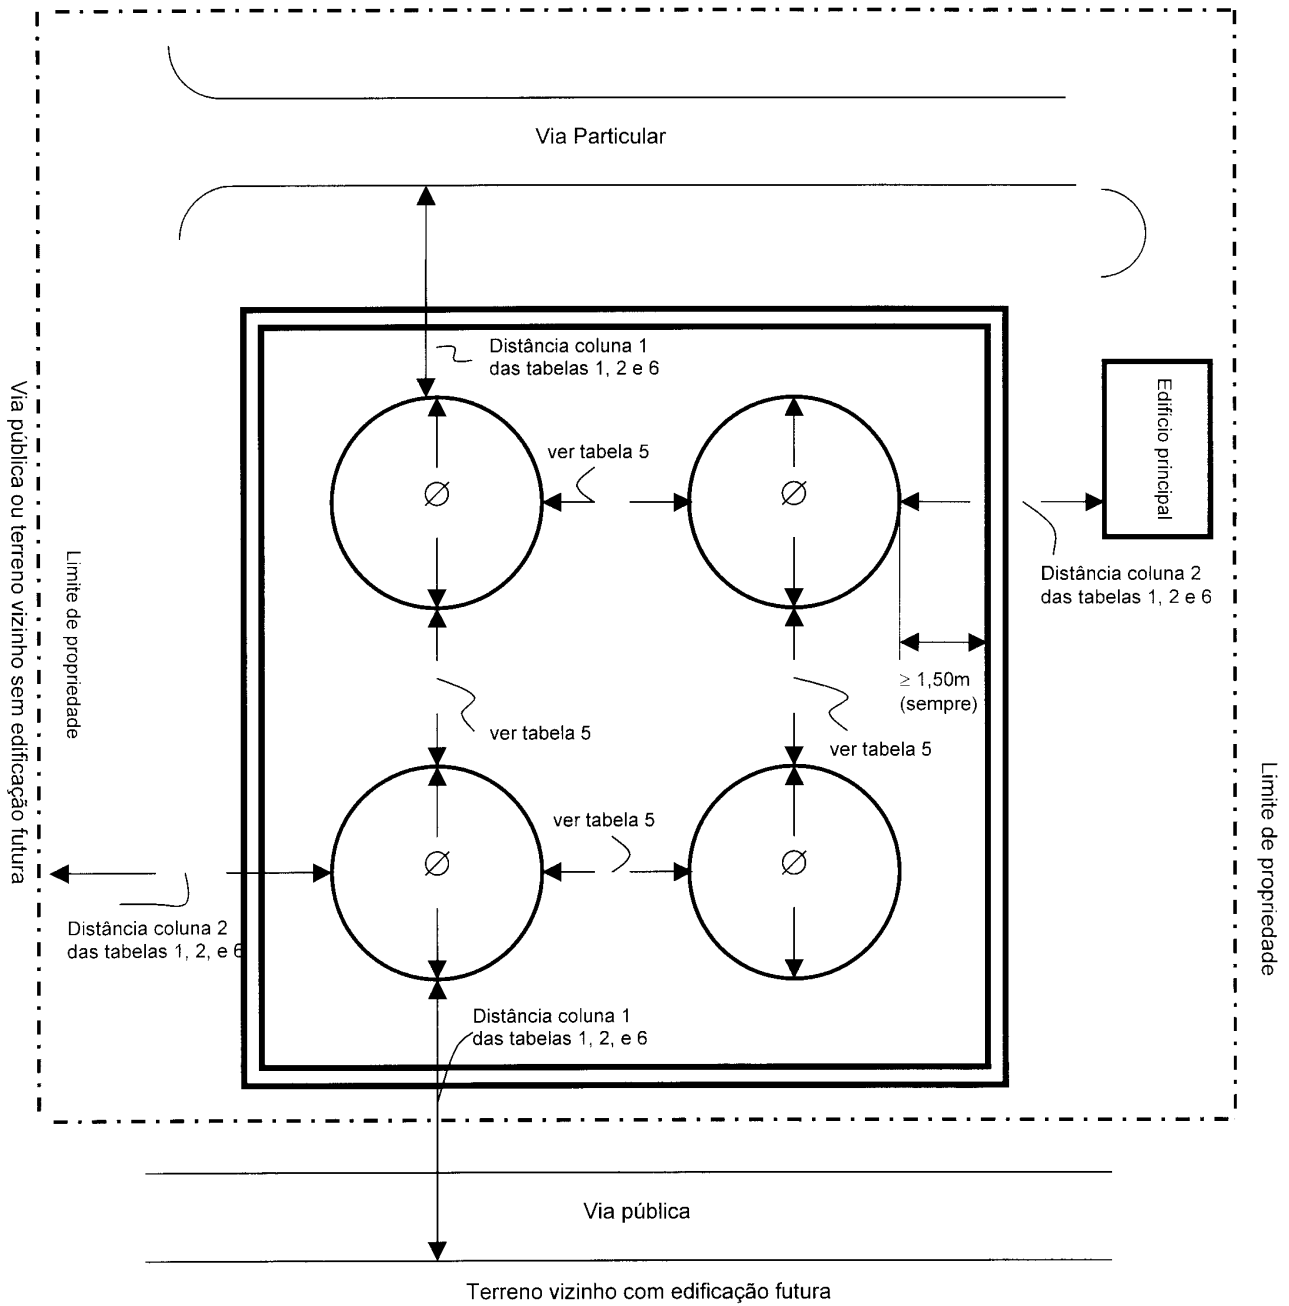 Via Particular
Distância coluna 1
das tabelas 1, 2 e 6
Edifício principal
ver tabela 5
Ø
Ø
Via pública ou terreno vizinho sem edificação futura
Limite de propriedade
Distância coluna 2
das tabelas 1, 2 e 6
≥ 1,50m
(sempre)
ver tabela 5
ver tabela 5
Limite de propriedade
ver tabela 5
Ø
Ø
Distância coluna 2
das tabelas 1, 2, e 6
Distância coluna 1
das tabelas 1, 2, e 6
Via pública
Terreno vizinho com edificação futura